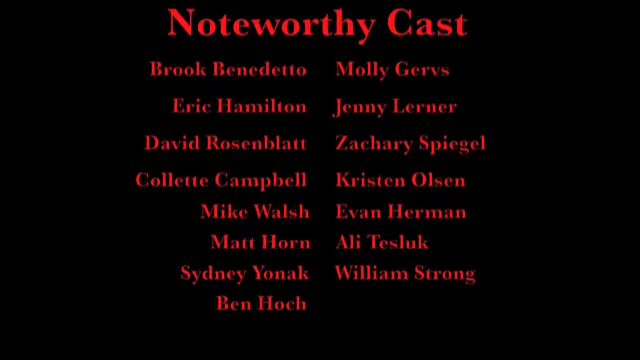 Noteworthy Cast
Brook Benedetto Molly Gervs
Eric Hamilton Jenny Lerner
David Rosenblatt Zachary Spiegel
Collette Campbell Kristen Olsen
Mike Walsh Evan Herman
Matt Horn Ali Tesluk
Sydney Yonak William Strong
Ben Hoch